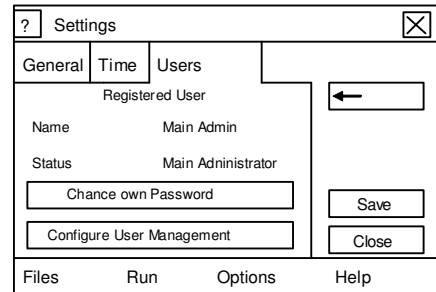 ? Settings
General Time Users
Registered User
Name Main Admin
Status Main Adninistrator
Chance own Password
Configure User Management
Save
Close
Files Run Options Help